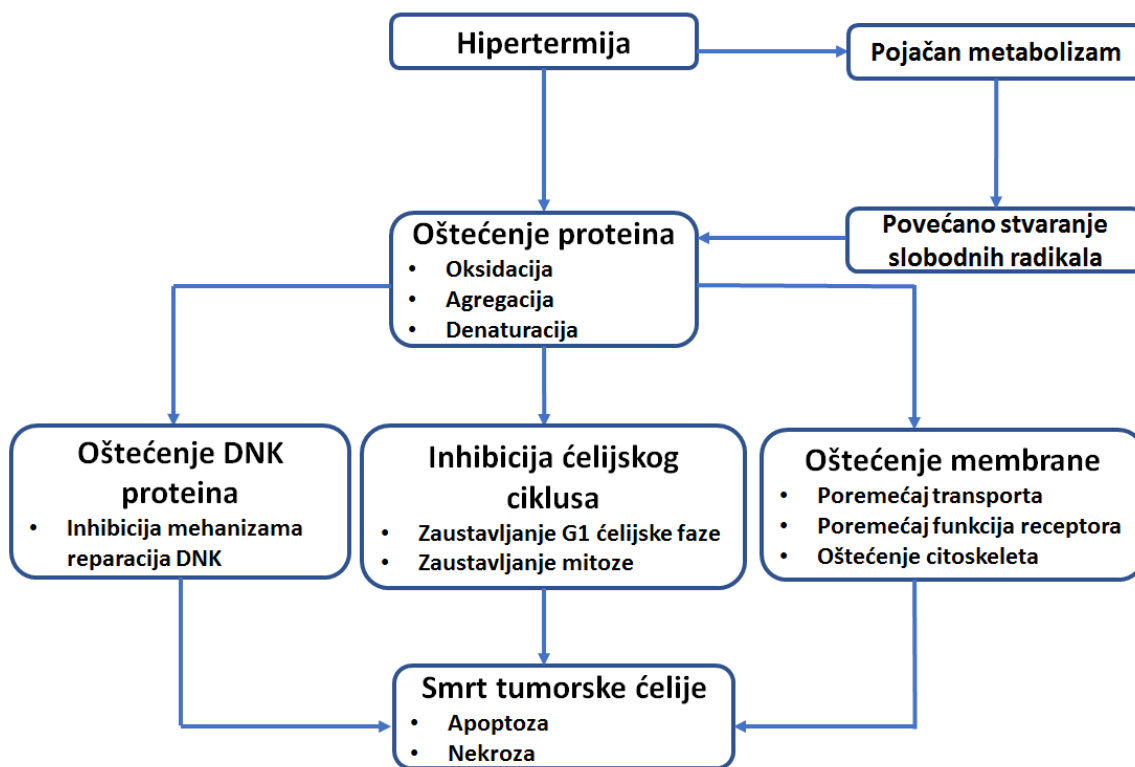 Hipertermija
Pojačan metabolizam
Povećano stvaranje
slobodnih radikala
Oštećenje proteina
• Oksidacija
• Agregacija
• Denaturacija
Oštećenje DNK
proteina
• Inhibicija mehanizama
reparacija DNK
Inhibicija ćelijskog
ciklusa
• Zaustavljanje G1 ćelijske faze
• Zaustavljanje mitoze
Oštećenje membrane
• Poremećaj transporta
• Poremećaj funkcija receptora
• Oštećenje citoskeleta
Smrt tumorske ćelije
• Apoptoza
• Nekroza